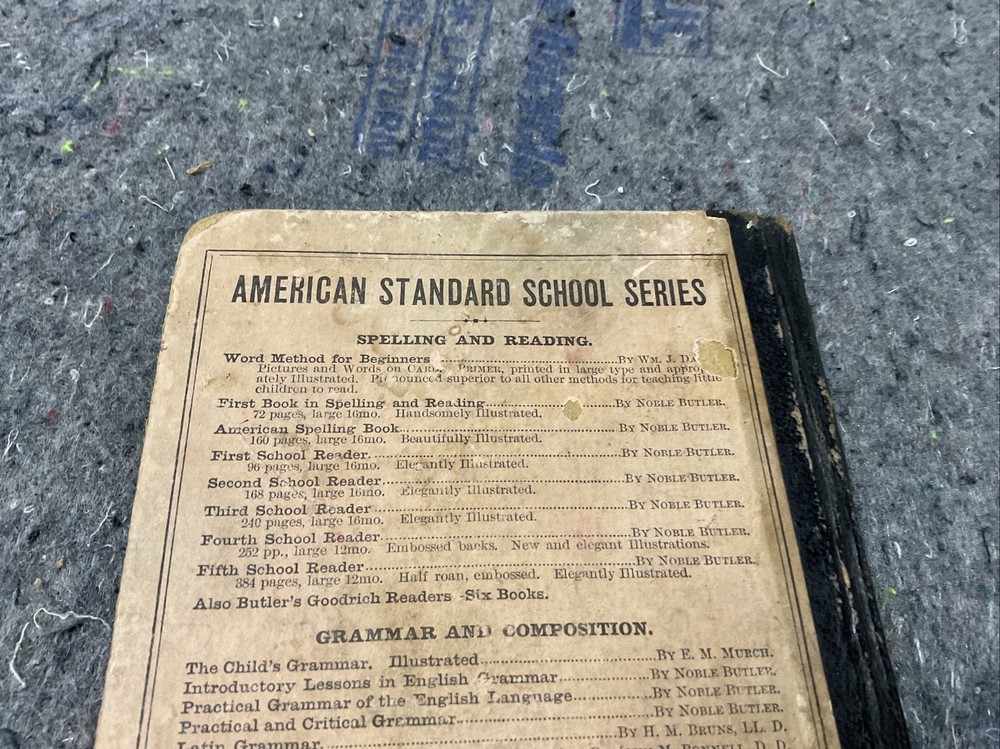 AMERICAN STANDARD SCHOOL SERIES
SPELLING AND READING.
Word Method for Beginners ........................ BY WM. J. DA
Pictures and Words on PRIMER, printed in large type and appro
ately Illustrated. superior to all other methods for teaching little
children to read.
First Book in Spelling and Reading........................ BY NOBLE BUTLER.
72 pages, large 16mo. Handsomely Illustrated.
American Spelling Book........................ BY NOBLE BUTLER.
160 pages, large 16mo. Beautifully Illustrated.
First School Reader........................ BY NOBLE BUTLER.
96 pages, large 16mo. Elegantly Illustrated.
Second School Reader........................ BY NOBLE BUTLER.
168 pages, large 16mo. Elegantly Illustrated.
Third School Reader........................ BY NOBLE BUTLER.
240 pages, large 16mo. Elegantly Illustrated.
Fourth School Reader........................ BY NOBLE BUTLER.
252 pp., large 12mo. Embossed backs. New and elegant Illustrations.
Fifth School Reader........................ BY NOBLE BUTLER.
384 pages, large 12mo. Half roan, embossed. Elegantly Illustrated.
Also Butler's Goodrich Readers -Six Books.
GRAMMAR AND COMPOSITION.
The Child's Grammar. Illustrated........................ BY E. M. MURCH.
Introductory Lessons in English Grammar........................ BY NOBLE BUTLER.
Practical Grammar of the English Language........................ BY NOBLE BUTLER.
Practical and Critical Grammar........................ BY NOBLE BUTLER.
Latin Grammar........................ BY H. M. BRUNS, LL. D.
M. BONNELL, D. D.